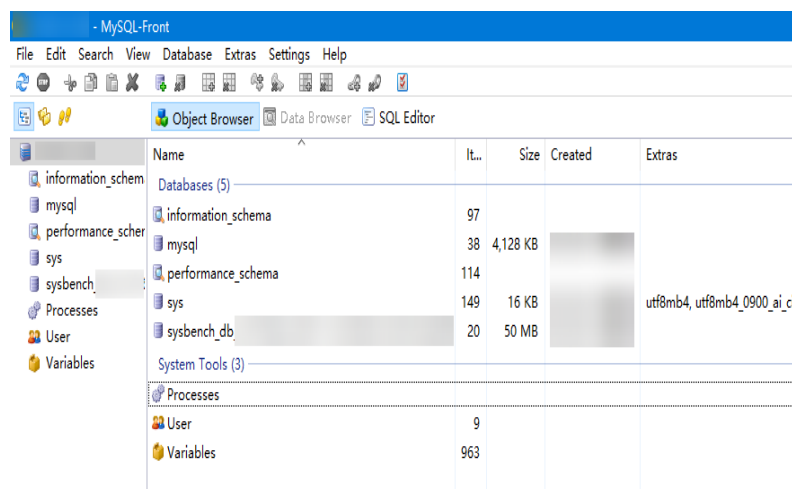 - MySQL-Front
File Edit Search View Database Extras Settings Help
Object Browser Data Browser SQL Editor
Name It... Size Created Extras
Databases (5)
information_schem
mysql
performance_scher
sys
sysbench_
Processes
User
Variables
information_schema 97
mysql 38 4,128 KB
performance_schema 114
sys 149 16 KB utf8mb4, utf8mb4_0900_ai_c
sysbench_db_ 20 50 MB
System Tools (3)
Processes
User 9
Variables 963